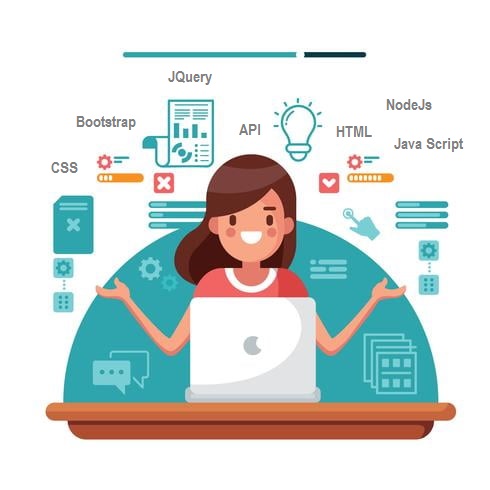 JQuery
NodeJs
Bootstrap
API
HTML
Java Script
CSS